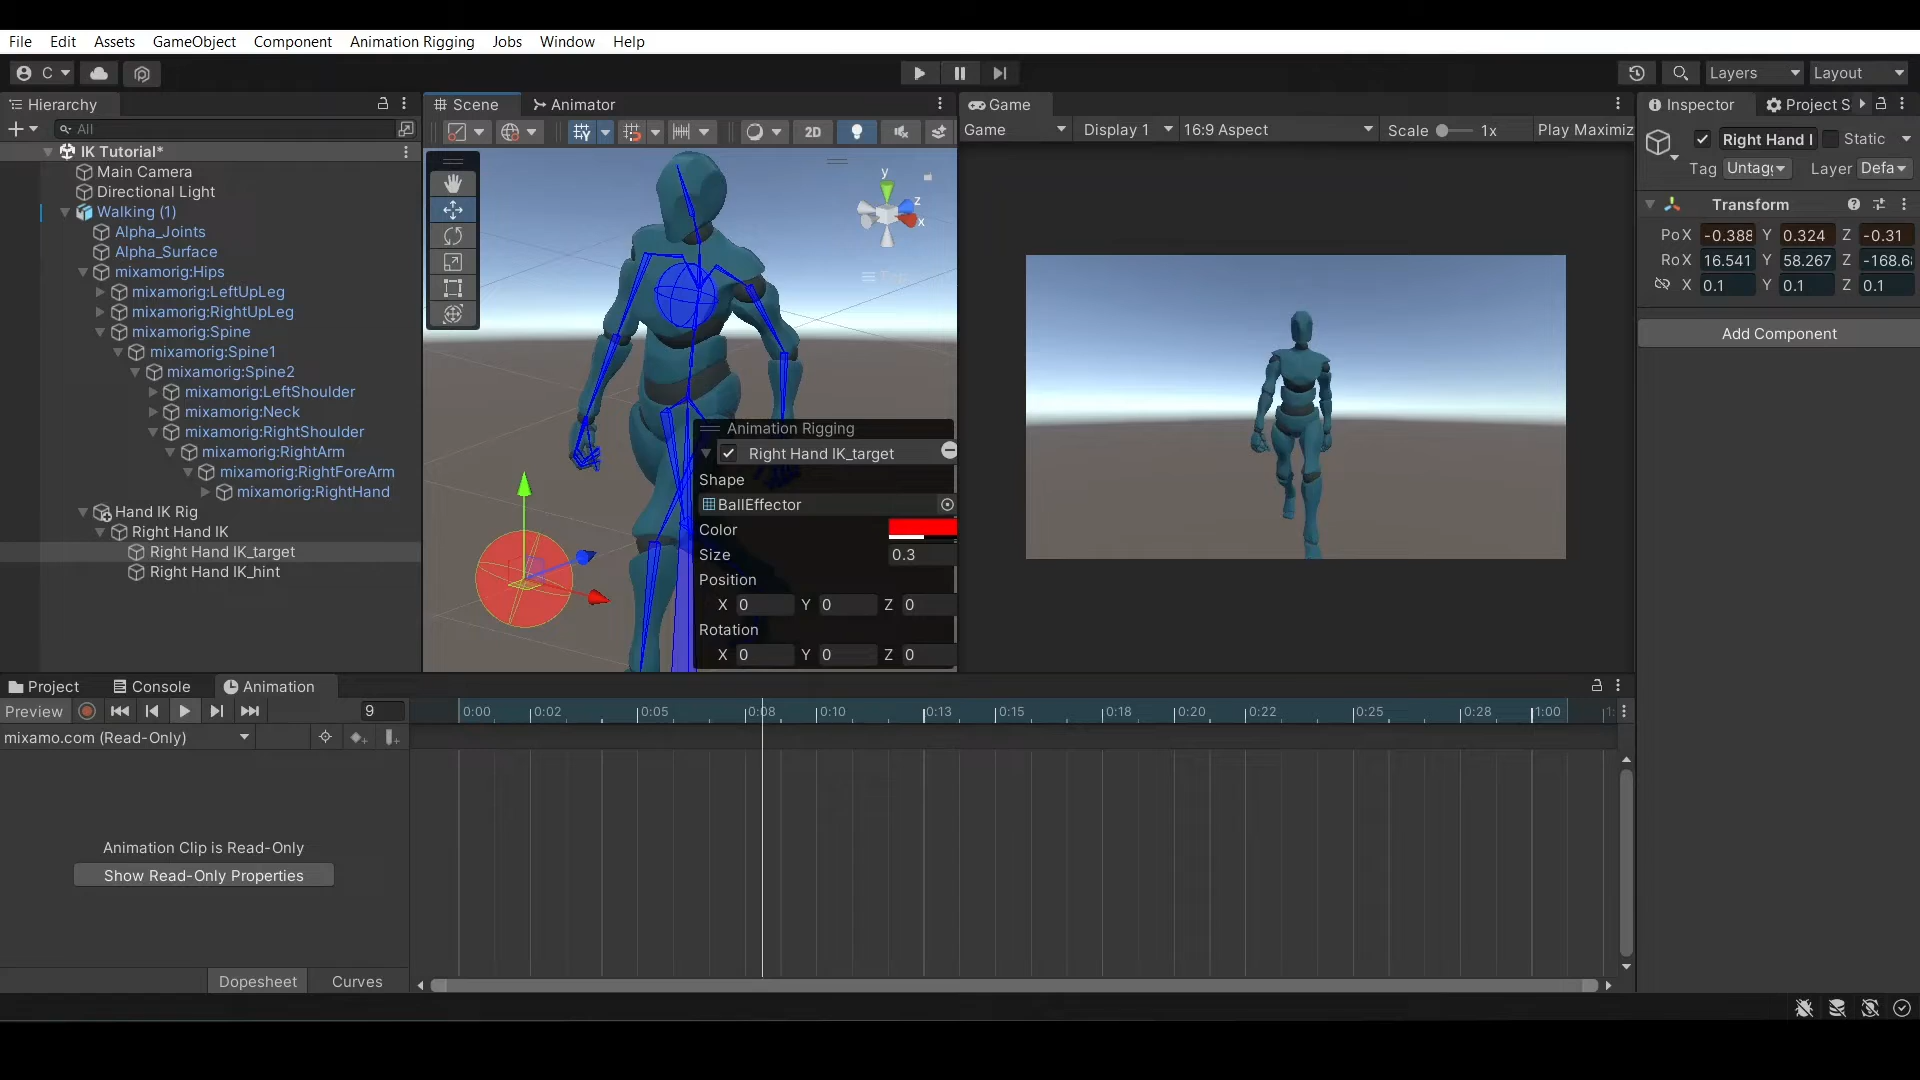 File Edit Assets GameObject Component Animation Rigging Jobs Window Help
C Layers Layout
Hierarchy
All
IK Tutorial*
Main Camera
Directional Light
Walking (1)
Alpha_Joints
Alpha_Surface
mixamorig:Hips
mixamorig:LeftUpLeg
mixamorig:RightUpLeg
mixamorig:Spine
mixamorig:Spine1
mixamorig:Spine2
mixamorig:LeftShoulder
mixamorig:Neck
mixamorig:RightShoulder
mixamorig:RightArm
mixamorig:RightForeArm
mixamorig:RightHand
Hand IK Rig
Right Hand IK
Right Hand IK_target
Right Hand IK_hint
Scene Animator
2D
y
z
x
Animation Rigging
Right Hand IK_target
Shape
BallEffector
Color
Size 0.3
Position
X 0 Y 0 Z 0
Rotation
X 0 Y 0 Z 0
Game
Game Display 1 16:9 Aspect Scale 1x Play Maximiz
Inspector Project S
Right Hand I Static
Tag Untagg Layer Defa
Transform
Po X -0.388 Y 0.324 Z -0.31
Ro X 16.541 Y 58.267 Z -168.6
X 0.1 Y 0.1 Z 0.1
Add Component
Project Console Animation
Preview 9
0:00 0:02 0:05 0:08 0:10 0:13 0:15 0:18 0:20 0:22 0:25 0:28 1:00
mixamo.com (Read-Only)
Animation Clip is Read-Only
Show Read-Only Properties
Dopesheet Curves